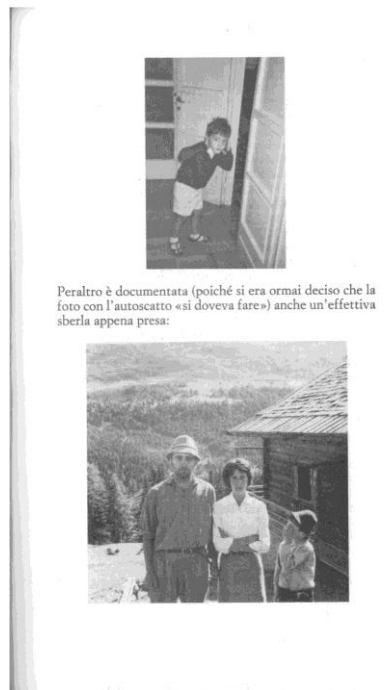 Peraltro è documentata (poiché si era ormai deciso che la
foto con l'autoscatto «si doveva fare») anche un'effettiva
sberla appena presa: